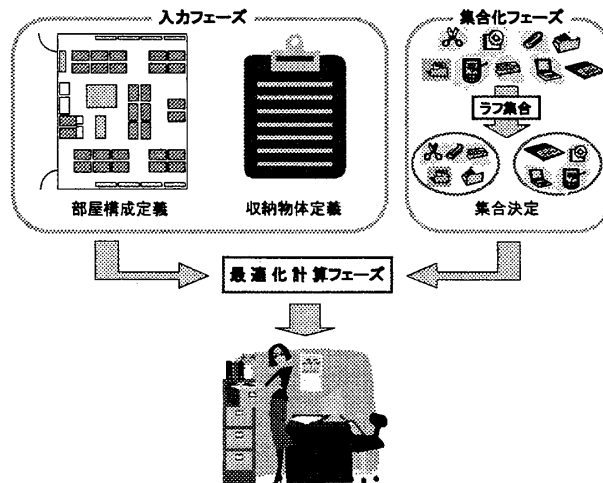 入力フェーズ
集合化フェーズ
ラフ集合
部屋構成定義
収納物体定義
集合決定
最適化計算フェーズ